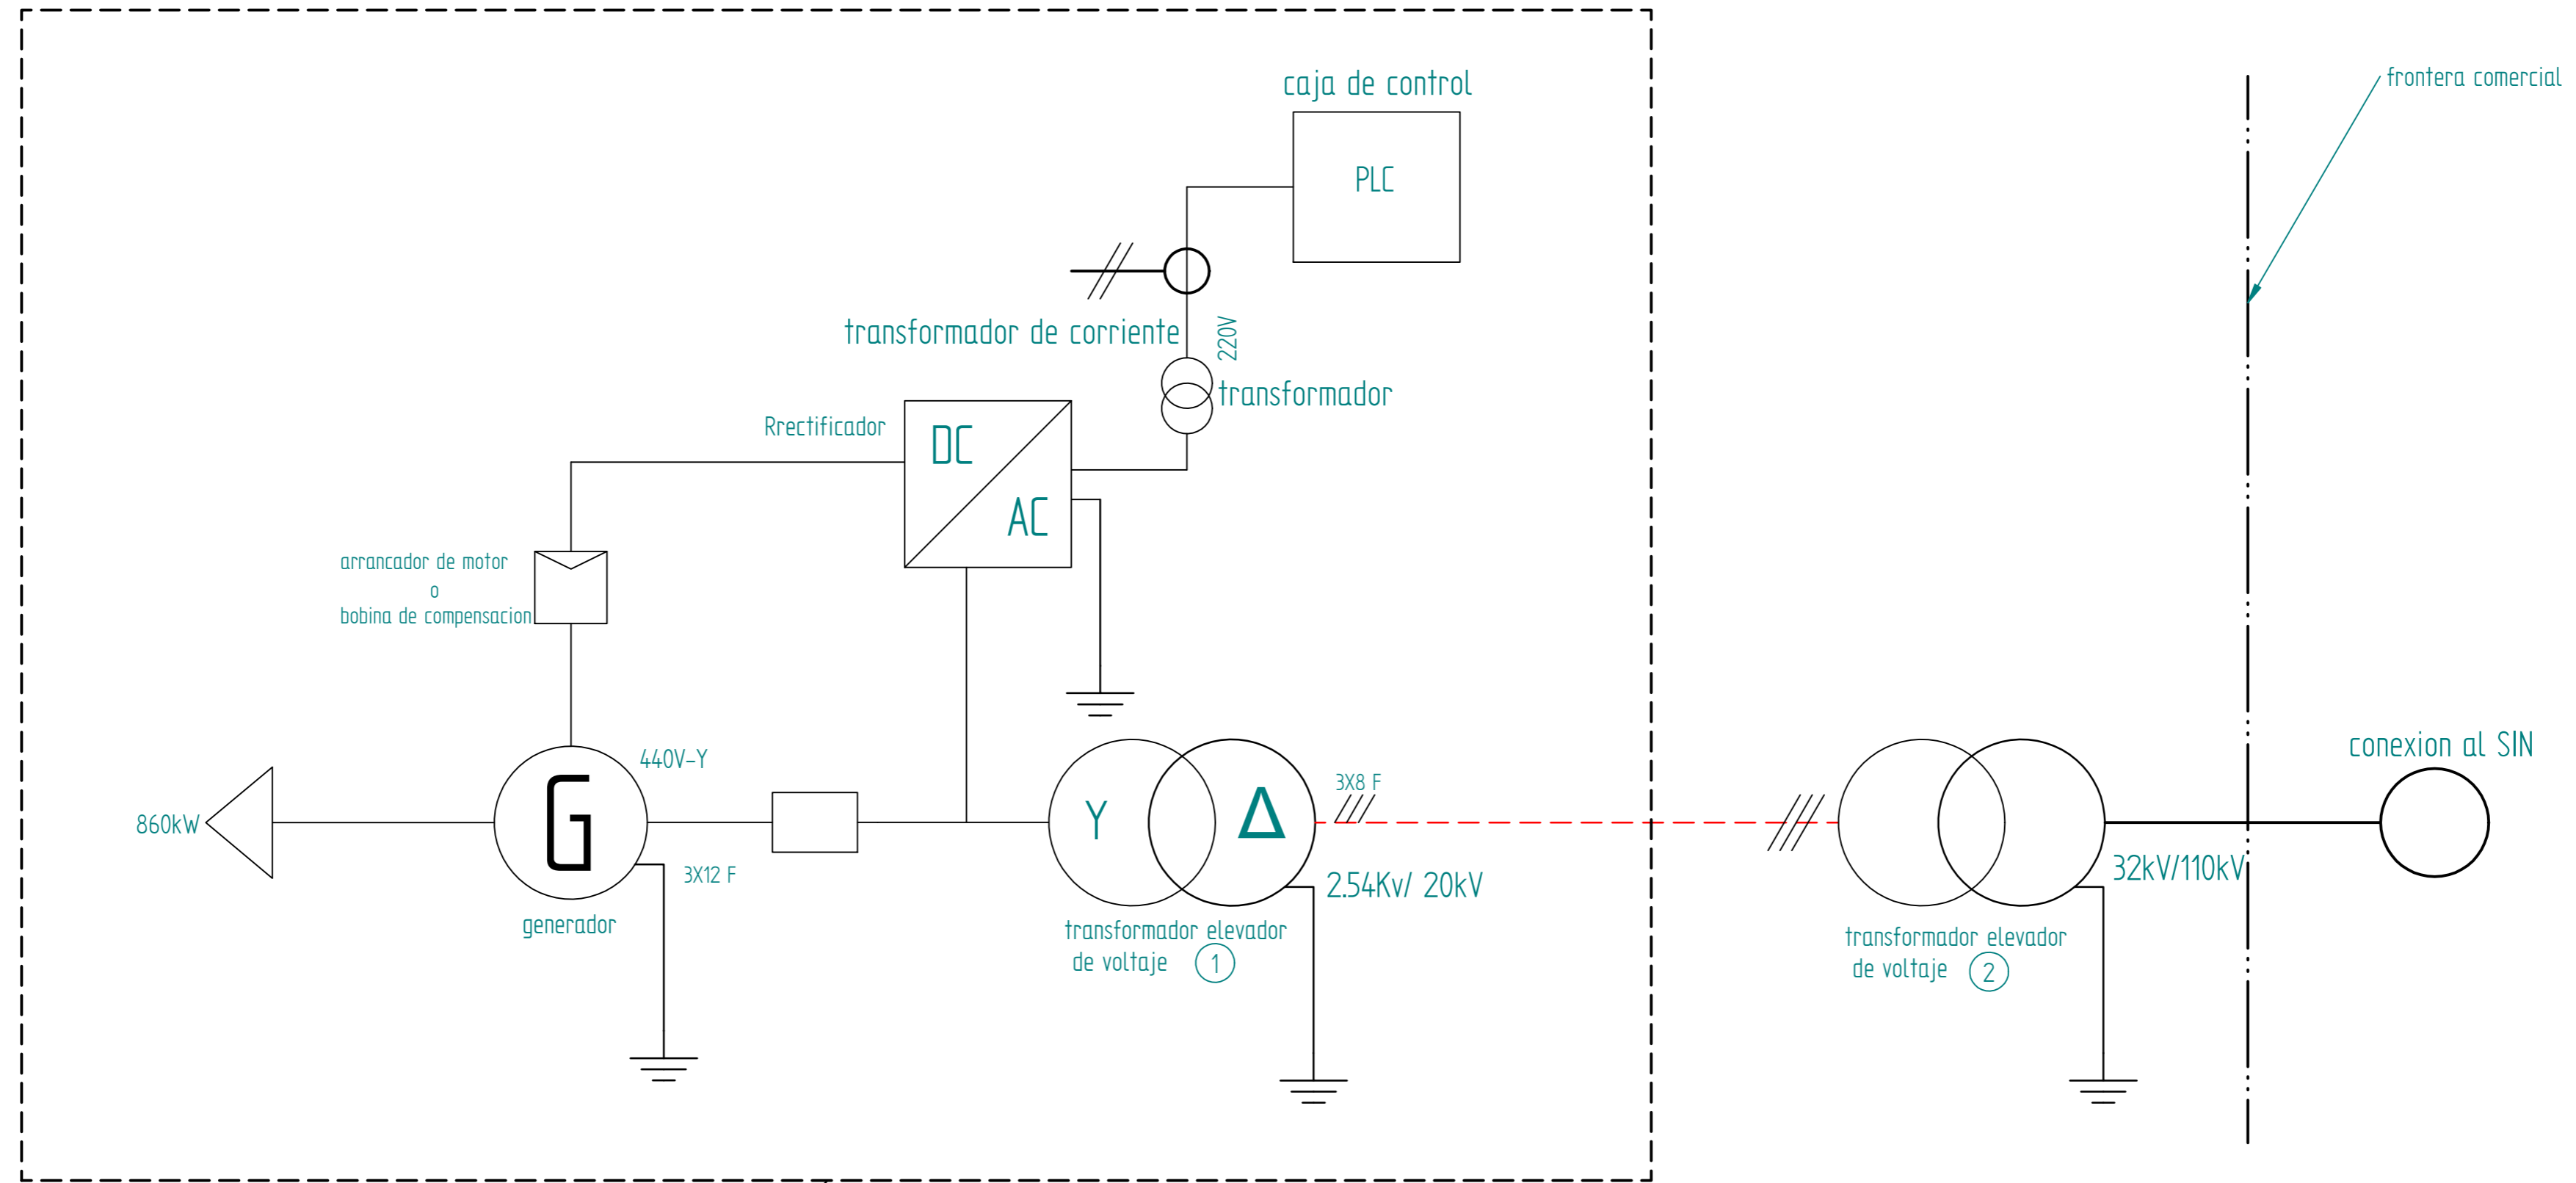 caja de control
PLC
frontera comercial
transformador de corriente
220V
transformador
Rrectificador
DC
AC
arrancador de motor
o
bobina de compensacion
440V-Y
G
860kW
3X12 F
generador
Y
Δ
3X8 F
2.54Kv/ 20kV
transformador elevador
de voltaje 1
conexion al SIN
32kV/110kV
transformador elevador
de voltaje 2